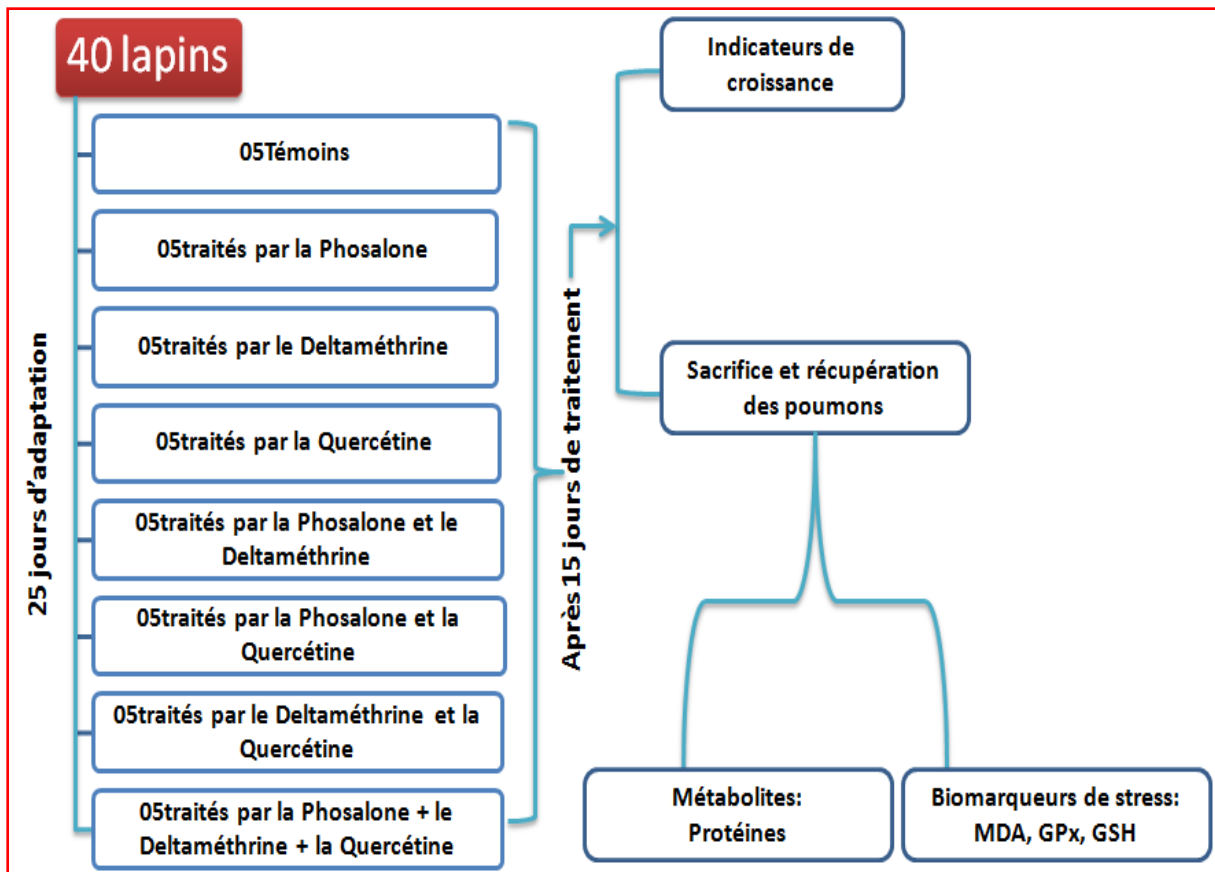 40 lapins
25 jours d'adaptation
05Témoins
05traités par la Phosalone
05traités par le Deltaméthrine
05traités par la Quercétine
05traités par la Phosalone et le
Deltaméthrine
05traités par la Phosalone et la
Quercétine
05traités par le Deltaméthrine et la
Quercétine
05traités par la Phosalone + le
Deltaméthrine + la Quercétine
Après 15 jours de traitement
Indicateurs de
croissance
Sacrifice et récupération
des poumons
Métabolites:
Protéines
Biomarqueurs de stress:
MDA, GPx, GSH